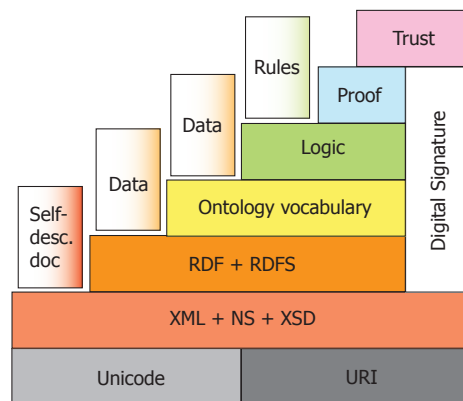 Trust
Rules
Proof
Data
Logic
Data
Ontology vocabulary
Digital Signature
Self-
desc.
doc
RDF + RDFS
XML + NS + XSD
Unicode
URI